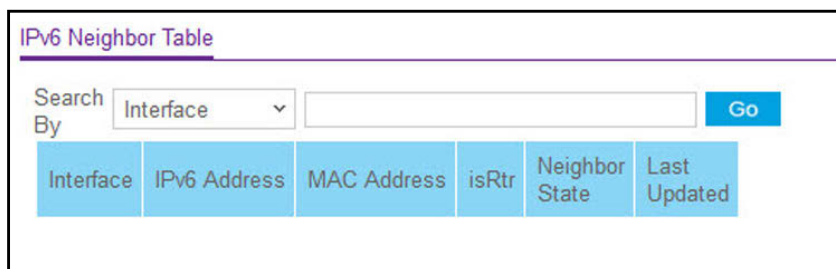 IPv6 Neighbor Table
Search
By
Interface
Go
Interface IPv6 Address MAC Address isRtr Neighbor State Last Updated